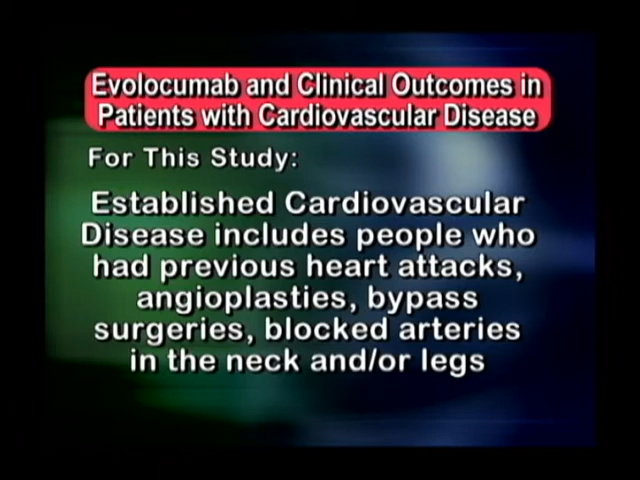 Evolocumab and Clinical Outcomes in
Patients with Cardiovascular Disease
For This Study:
Established Cardiovascular
Disease includes people who
had previous heart attacks,
angioplasties, bypass
surgeries, blocked arteries
in the neck and/or legs